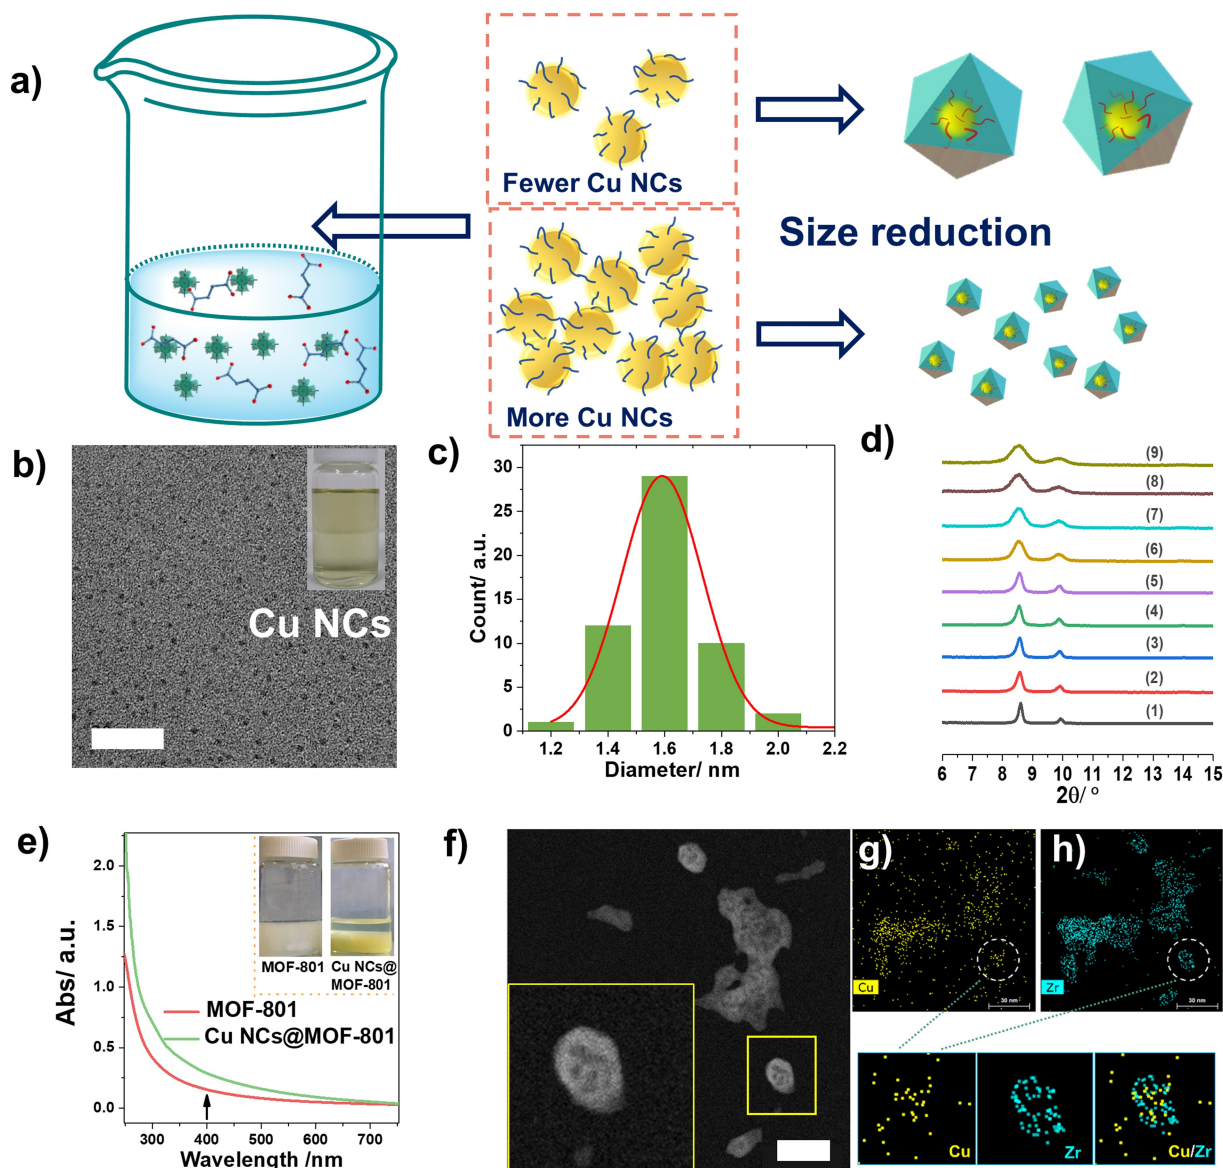 a)
Fewer Cu NCs
Size reduction
More Cu NCs
b)
Cu NCs
c)
Count/ a.u.
30
25
20
15
10
5
0
1.2 1.4 1.6 1.8 2.0 2.2
Diameter/ nm
d)
(9)
(8)
(7)
(6)
(5)
(4)
(3)
(2)
(1)
6 7 8 9 10 11 12 13 14 15
2θ/ °
e)
Abs/ a.u.
2.0
1.5
1.0
0.5
0.0
MOF-801
Cu NCs@
MOF-801
MOF-801
Cu NCs@MOF-801
300 400 500 600 700
Wavelength /nm
f)
g)
Cu
30 nm
h)
Zr
30 nm
Cu
Zr
Cu/Zr